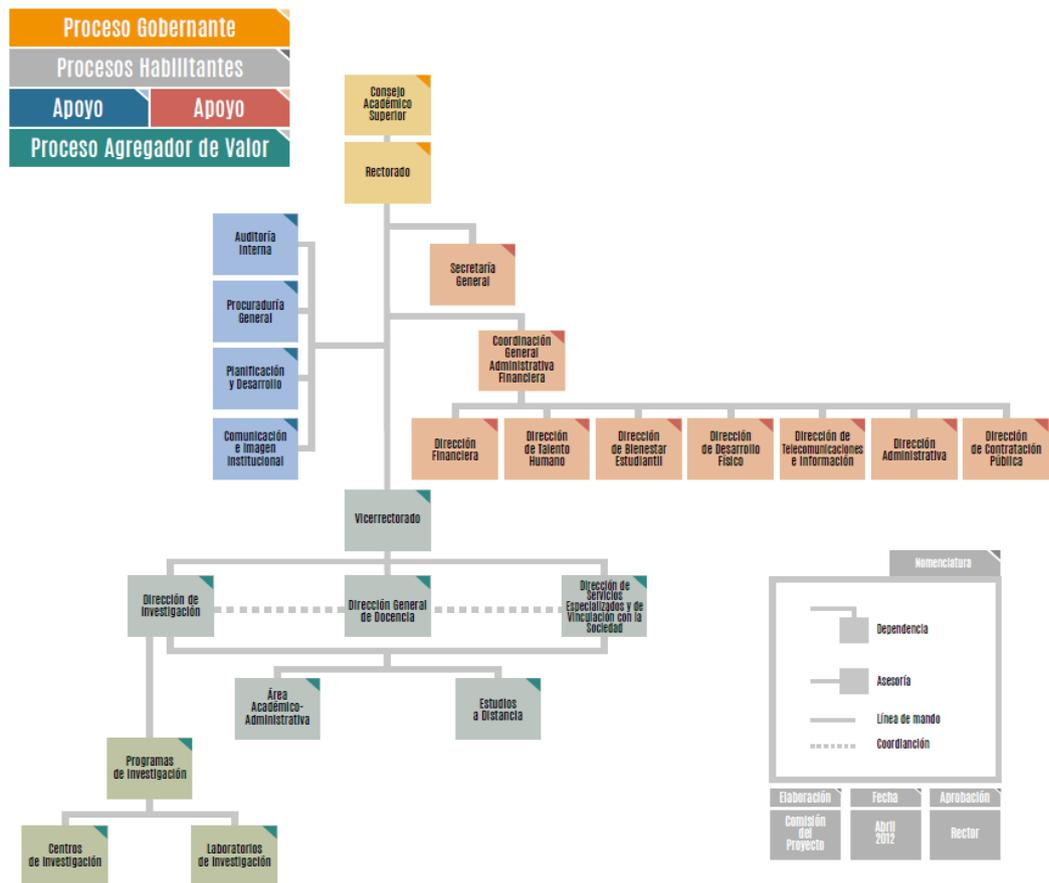 Proceso Gobernante
Procesos Habilitantes
Apoyo
Apoyo
Proceso Agregador de Valor
Consejo
Académico
Superior
Rectorado
Auditoría
Interna
Procuraduría
General
Planificación
y Desarrollo
Comunicación
e Imagen
Institucional
Secretaría
General
Coordinación
General
Administrativa
Financiera
Dirección
Financiera
Dirección
de Talento
Humano
Dirección
de Bienestar
Estudiantil
Dirección
de Desarrollo
Físico
Dirección de
Telecomunicaciones
e Información
Dirección
Administrativa
Dirección
de Contratación
Pública
Vicerrectorado
Dirección de
Investigación
Dirección General
de Docencia
Dirección de
Servicios
Especializados y de
Vinculación con la
Sociedad
Área
Académico-
Administrativa
Estudios
a Distancia
Programas
de Investigación
Centros
de Investigación
Laboratorios
de Investigación
Nomenclatura
Dependencia
Asesoría
Línea de mando
Coordianción
Elaboración
Comisión
del
Proyecto
Fecha
Abril
2012
Aprobación
Rector